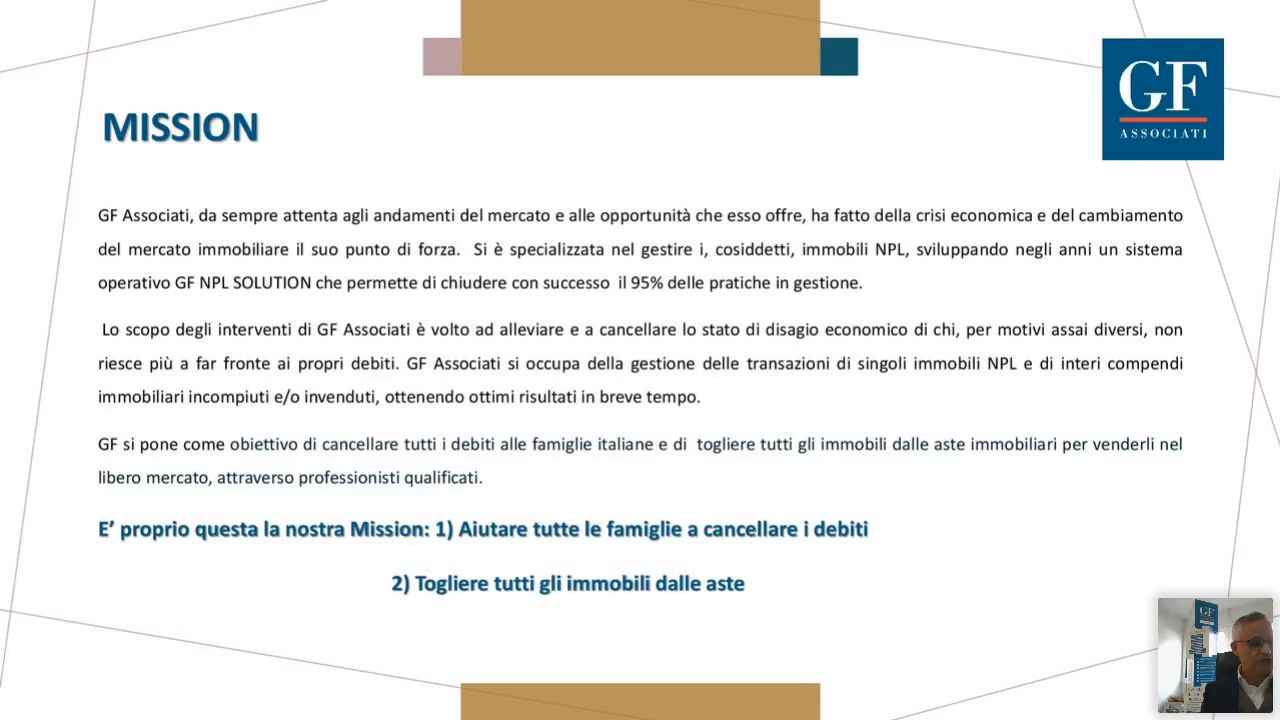 GF
ASSOCIATI
MISSION
GF Associati, da sempre attenta agli andamenti del mercato e alle opportunità che esso offre, ha fatto della crisi economica e del cambiamento
del mercato immobiliare il suo punto di forza.  Si è specializzata nel gestire i, cosiddetti, immobili NPL, sviluppando negli anni un sistema
operativo GF NPL SOLUTION che permette di chiudere con successo  il 95% delle pratiche in gestione.
Lo scopo degli interventi di GF Associati è volto ad alleviare e a cancellare lo stato di disagio economico di chi, per motivi assai diversi, non
riesce più a far fronte ai propri debiti. GF Associati si occupa della gestione delle transazioni di singoli immobili NPL e di interi compendi
immobiliari incompiuti e/o invenduti, ottenendo ottimi risultati in breve tempo.
GF si pone come obiettivo di cancellare tutti i debiti alle famiglie italiane e di  togliere tutti gli immobili dalle aste immobiliari per venderli nel
libero mercato, attraverso professionisti qualificati.
E' proprio questa la nostra Mission: 1) Aiutare tutte le famiglie a cancellare i debiti
2) Togliere tutti gli immobili dalle aste
GF